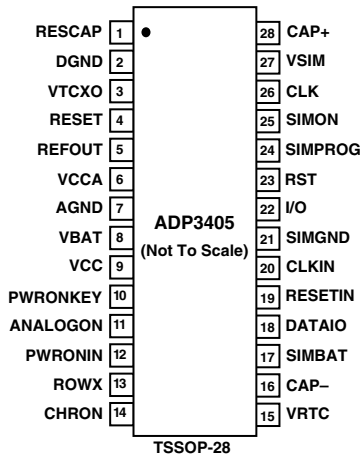 RESCAP 1 28 CAP+
DGND 2 27 VSIM
VTCXO 3 26 CLK
RESET 4 25 SIMON
REFOUT 5 24 SIMPROG
VCCA 6 23 RST
AGND 7 22 I/O
VBAT 8 21 SIMGND
VCC 9 20 CLKIN
PWRONKEY 10 19 RESETIN
ANALOGON 11 18 DATAIO
PWRONIN 12 17 SIMBAT
ROWX 13 16 CAP–
CHRON 14 15 VRTC
ADP3405
(Not To Scale)
TSSOP-28